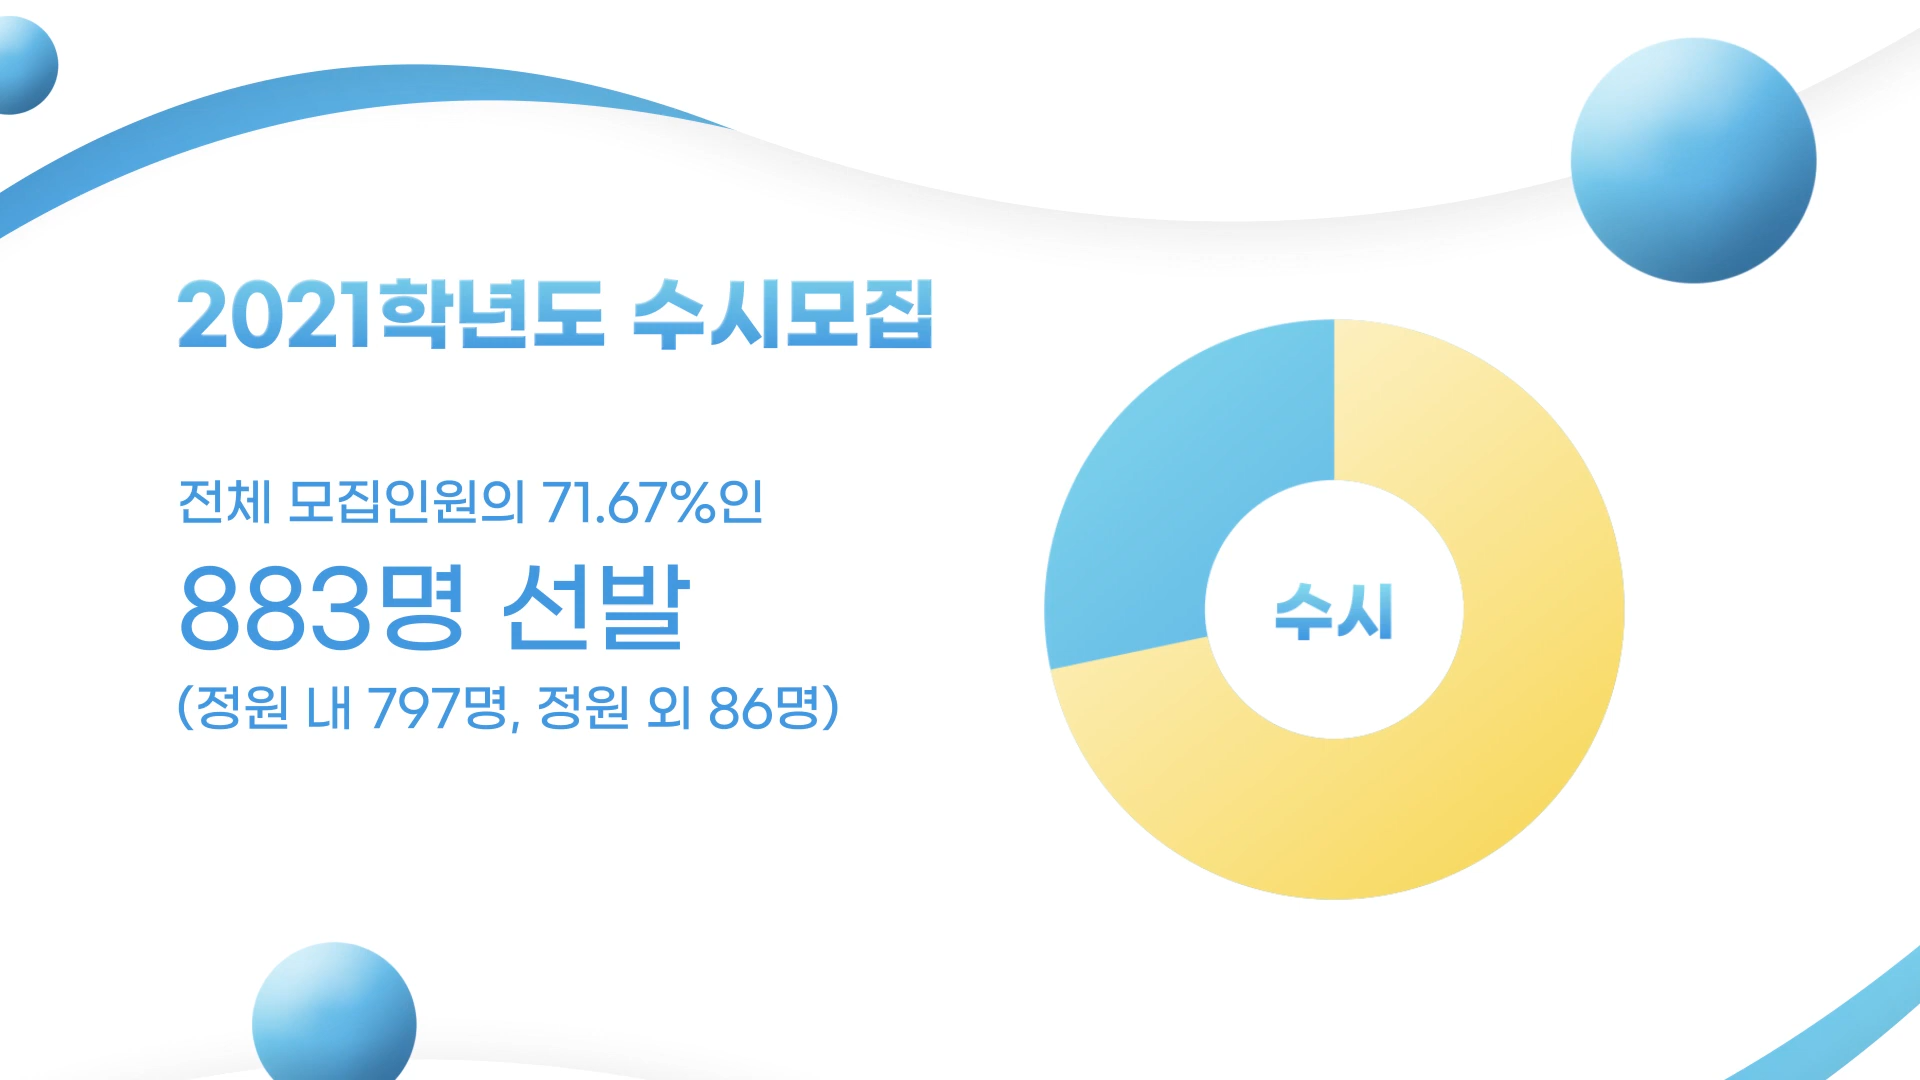 2021학년도 수시모집
전체 모집인원의 71.67%인
883명 선발
(정원 내 797명, 정원 외 86명)
수시